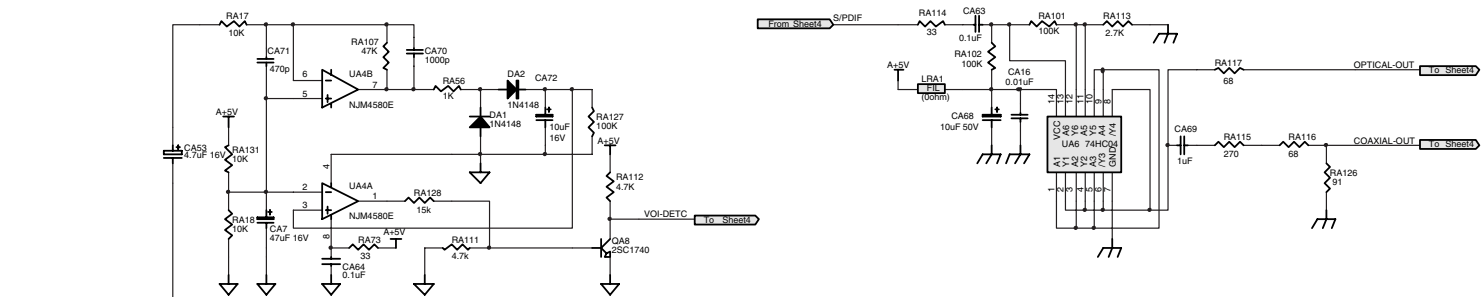 RA17
10K
CA71
470p
RA107
47K
CA70
1000p
6
5
7
UA4B
NJM4580E
RA56
1K
DA2
1N4148
CA72
10uF
16V
DA1
1N4148
RA127
100K
A+5V
RA131
10K
CA53
4.7uF 16V
4
2
3
1
8
UA4A
NJM4580E
RA128
15k
A+5V
RA112
4.7K
VOI-DETC
To Sheet4
RA18
10K
CA7
47uF 16V
RA73
33
A+5V
CA64
0.1uF
RA111
4.7k
QA8
2SC1740
From Sheet4
S/PDIF
RA114
33
CA63
0.1uF
RA101
100K
RA113
2.7K
RA102
100K
A+5V
LRA1
FIL
(0ohm)
CA16
0.01uF
CA68
10uF 50V
14
13
12
11
10
9
8
VCC
A6
Y6
A5
Y5
A4
/Y4
UA6 74HC04
A1
Y1
A2
Y2
A3
/Y3
GND
1
2
3
4
5
6
7
RA117
68
OPTICAL-OUT
To Sheet4
CA69
1uF
RA115
270
RA116
68
COAXIAL-OUT
To Sheet4
RA126
91